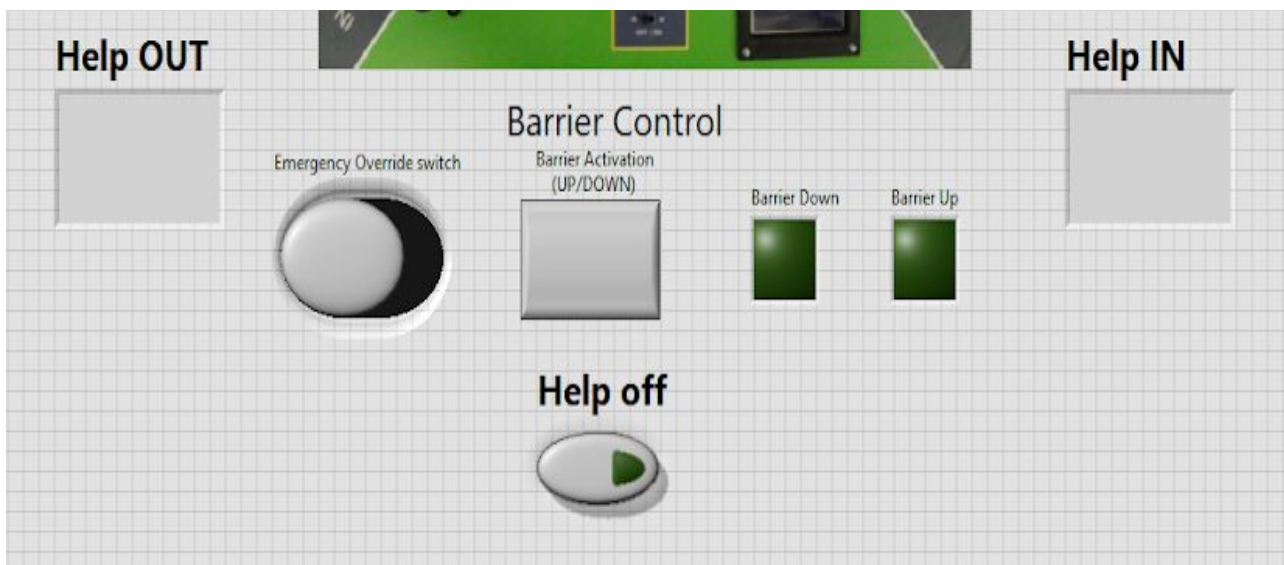 Help OUT
Help IN
Barrier Control
Emergency Override switch
Barrier Activation
(UP/DOWN)
Barrier Down
Barrier Up
Help off